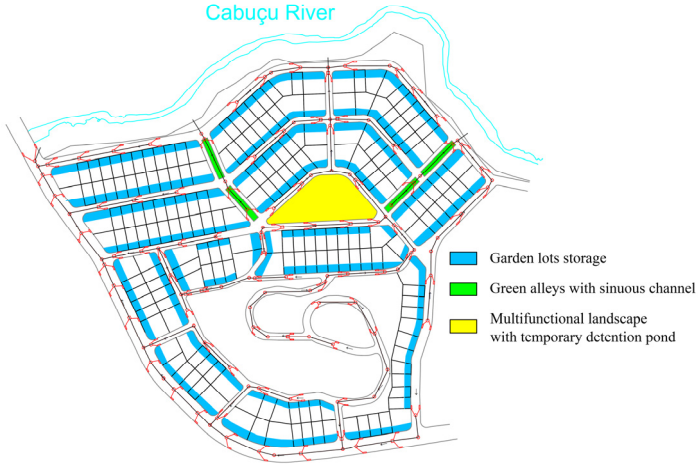 Cabuçu River
Garden lots storage
Green alleys with sinuous channel
Multifunctional landscape
with temporary detention pond